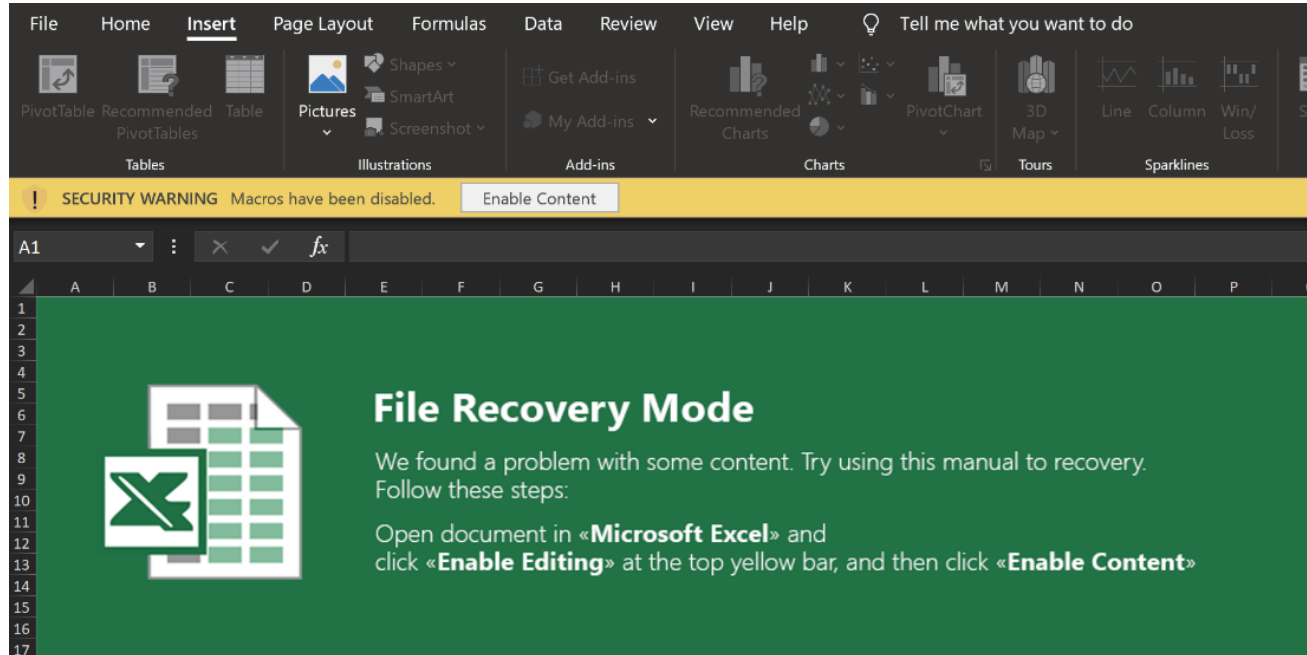 File Home Insert Page Layout Formulas Data Review View Help Tell me what you want to do
PivotTable Recommended PivotTables Table Pictures Shapes SmartArt Screenshot Get Add-ins My Add-ins Recommended Charts PivotChart 3D Map Line Column Win/Loss
Tables Illustrations Add-ins Charts Tours Sparklines
SECURITY WARNING Macros have been disabled. Enable Content
A1 fx
A B C D E F G H I J K L M N O P
1
2
3
4
5
6
7
8
9
10
11
12
13
14
15
16
17
X
File Recovery Mode
We found a problem with some content. Try using this manual to recovery.
Follow these steps:
Open document in «Microsoft Excel» and
click «Enable Editing» at the top yellow bar, and then click «Enable Content»